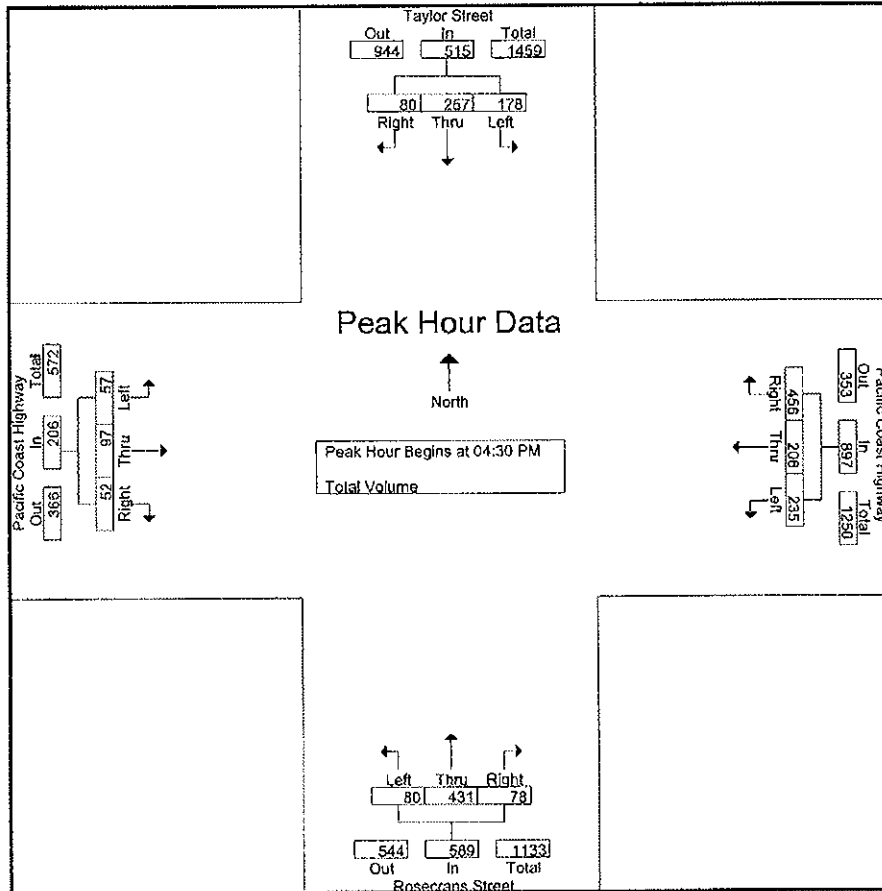 Taylor Street
Out In Total
944 515 1459
80 257 178
Right Thru Left
Peak Hour Data
North
Peak Hour Begins at 04:30 PM
Total Volume
Pacific Coast Highway
Total In Out
572 206 366
57 97 52
Left Thru Right
Pacific Coast Highway
Out In Total
353 897 1250
456 206 235
Right Thru Left
Left Thru Right
80 431 78
544 589 1133
Out In Total
Rosecrans Street